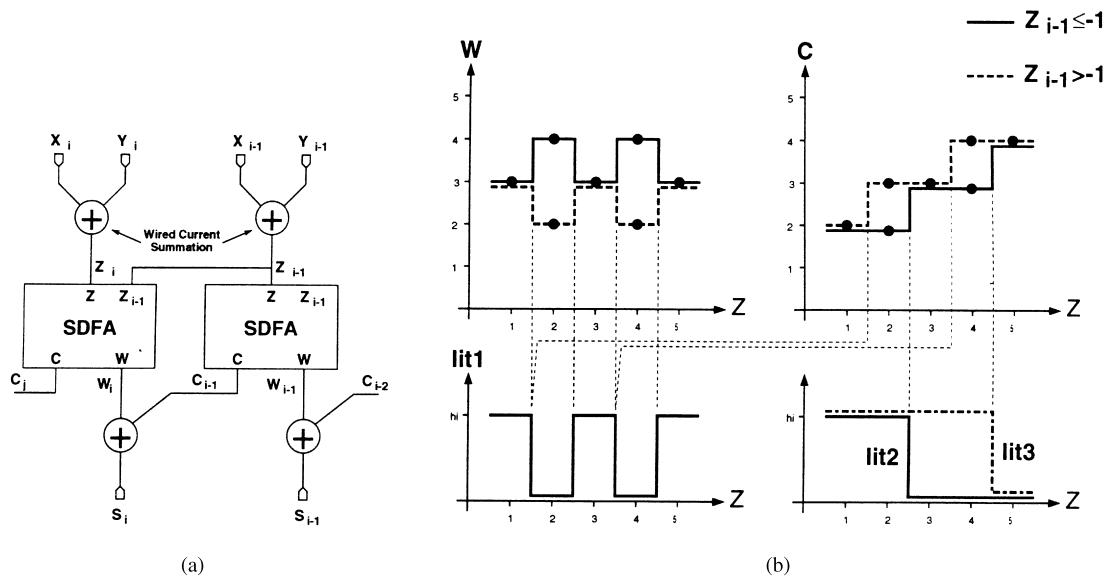 X i Y i X i-1 Y i-1
+ +
Wired Current
Summation
Z i Z i-1
Z Z i-1 Z Z i-1
SDFA SDFA
C W C W
C j W i C i-1 W i-1 C i-2
+ +
S i S i-1
(a)
Z i-1 ≤-1
Z i-1 >-1
W
5
4
3
2
1
1 2 3 4 5 Z
C
5
4
3
2
1
1 2 3 4 5 Z
lit1
hi
1 2 3 4 5 Z
hi
lit2 lit3
1 2 3 4 5 Z
(b)